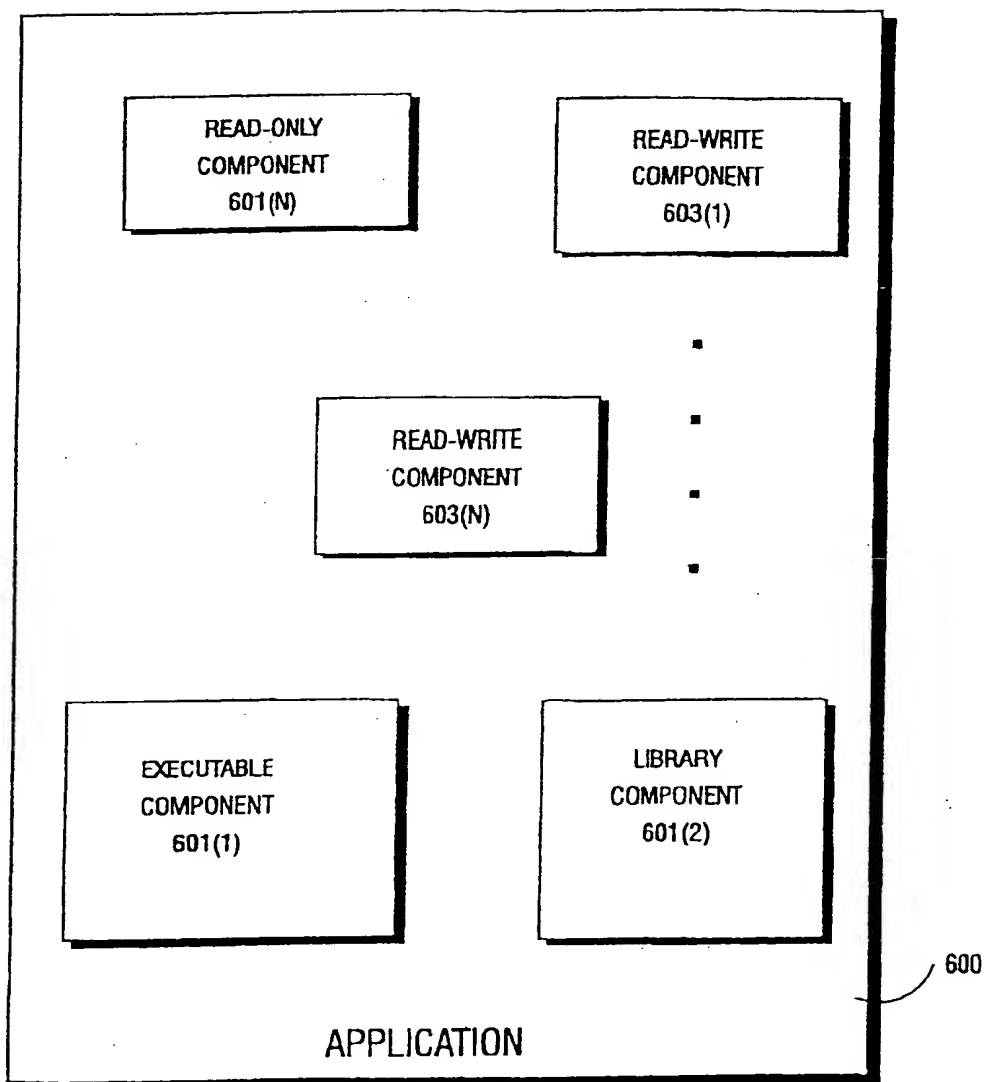 READ-ONLY
COMPONENT
601(N)
READ-WRITE
COMPONENT
603(1)
READ-WRITE
COMPONENT
603(N)
EXECUTABLE
COMPONENT
601(1)
LIBRARY
COMPONENT
601(2)
600
APPLICATION